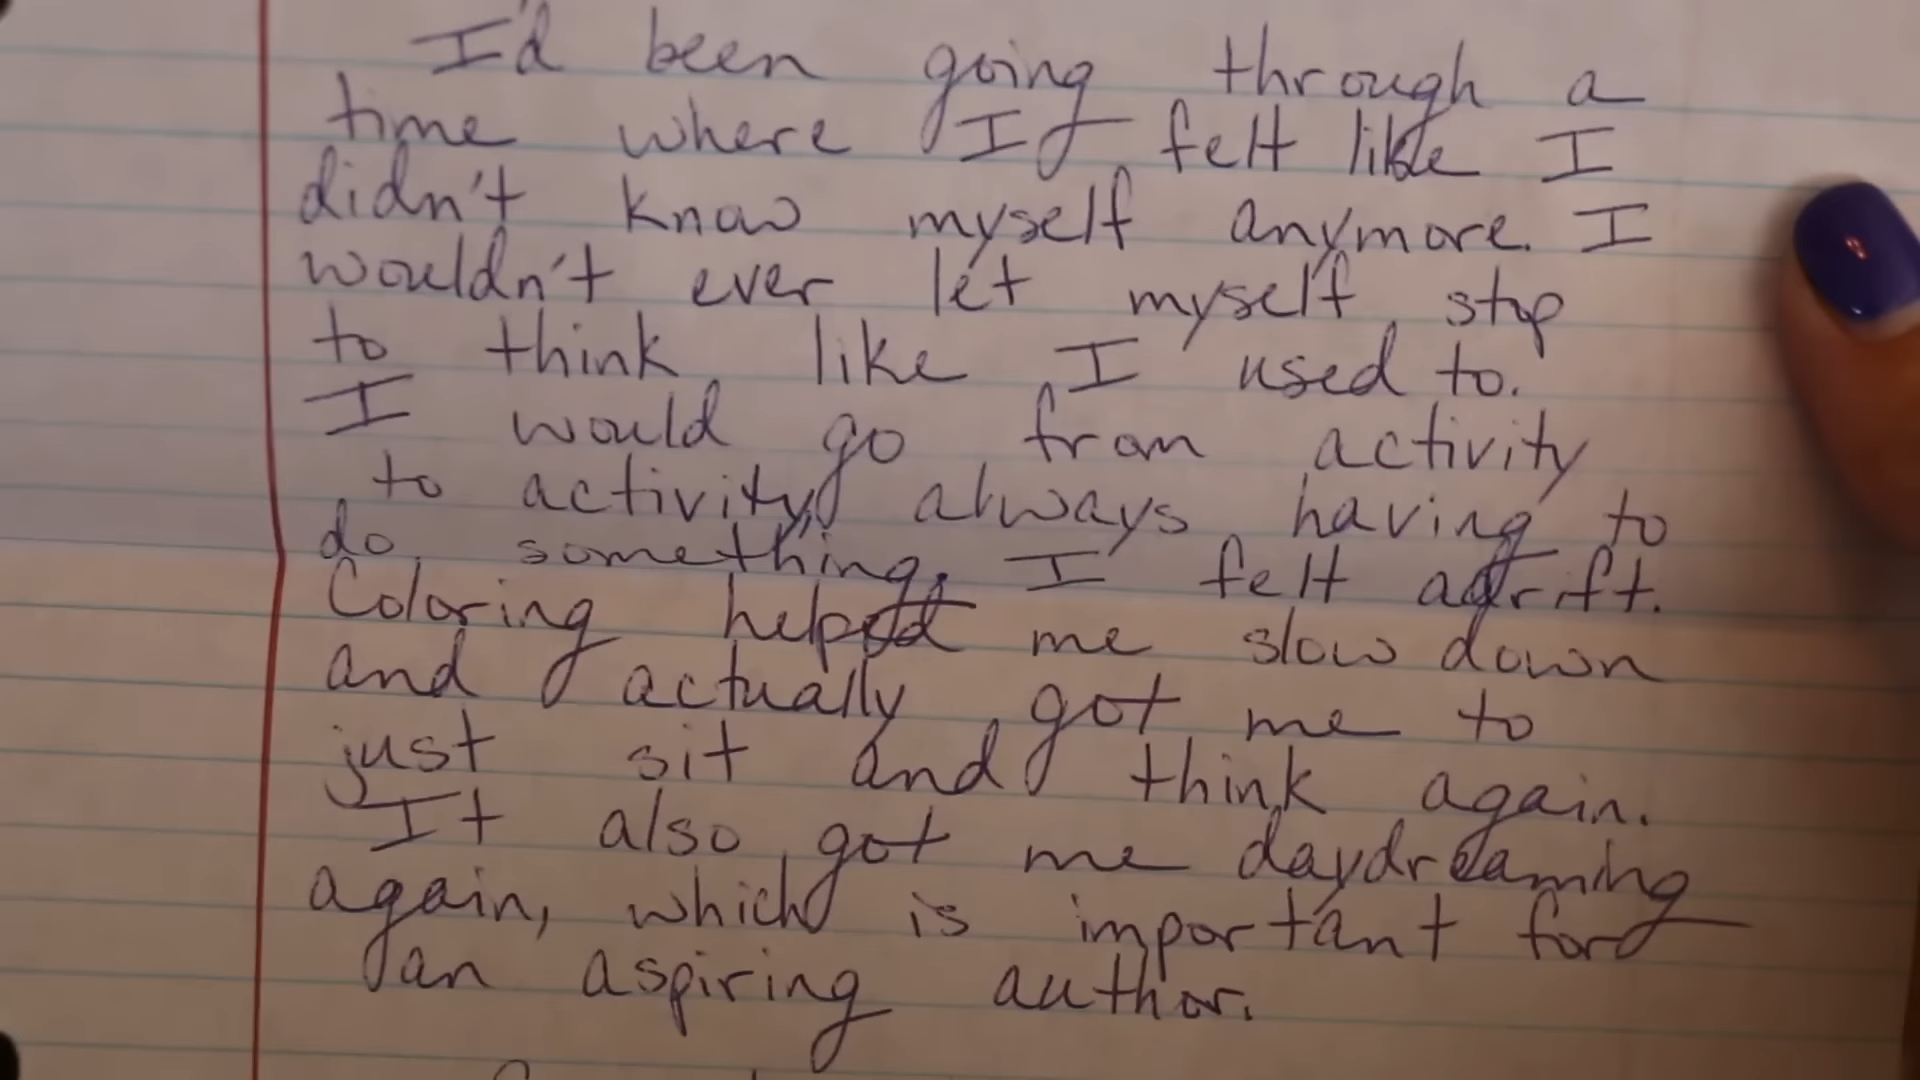 I'd been going through a
time where I felt like I
didn't know myself anymore. I
wouldn't ever let myself stop
to think like I used to.
I would go from activity
to activity, always having to
do something. I felt adrift.
Coloring helped me slow down
and actually got me to
just sit and think again.
It also got me daydreaming
again, which is important for
an aspiring author.